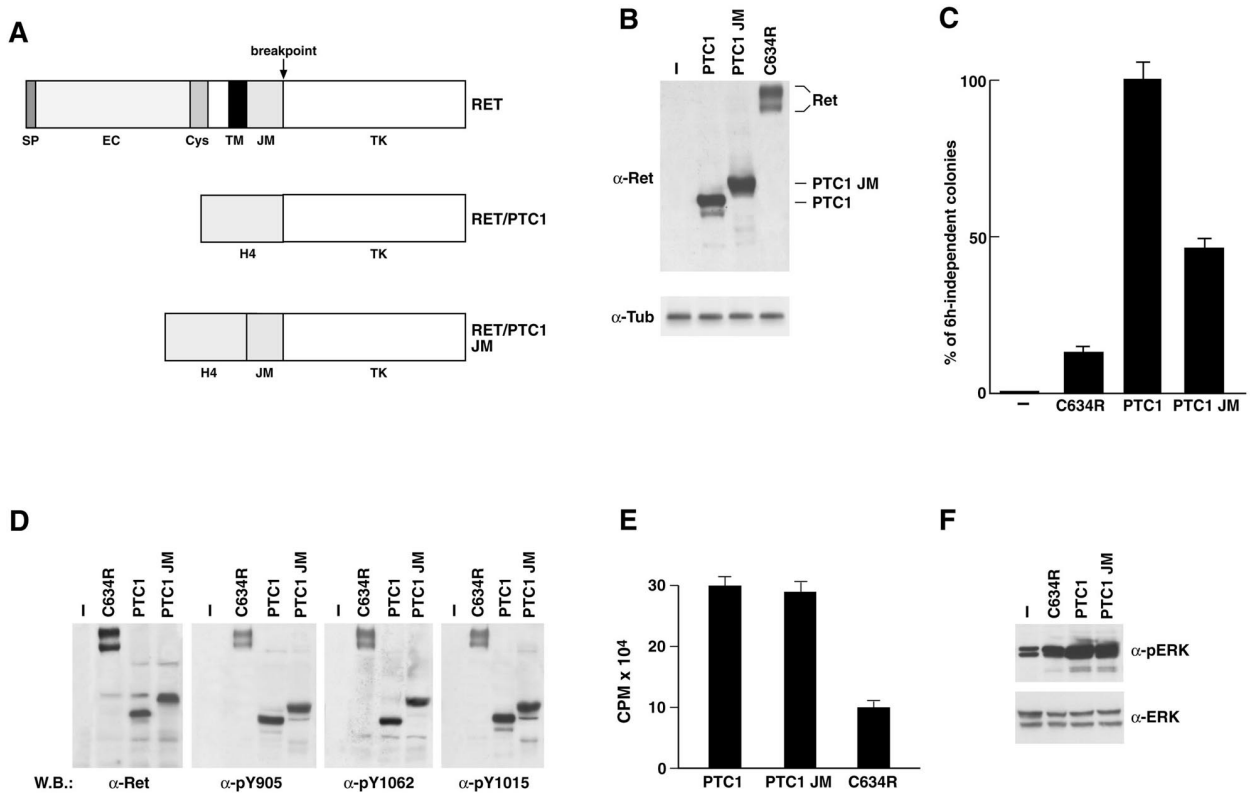 A
breakpoint
RET
SP EC Cys TM JM TK
RET/PTC1
H4 TK
RET/PTC1
JM
H4 JM TK
B
– PTC1 PTC1 JM C634R
Ret
α-Ret
PTC1 JM
PTC1
α-Tub
C
% of 6h-independent colonies
100
50
0
– C634R PTC1 PTC1 JM
D
– C634R PTC1 PTC1 JM – C634R PTC1 PTC1 JM – C634R PTC1 PTC1 JM – C634R PTC1 PTC1 JM
W.B.: α-Ret α-pY905 α-pY1062 α-pY1015
E
CPM x 10⁴
30
20
10
0
PTC1 PTC1 JM C634R
F
– C634R PTC1 PTC1 JM
α-pERK
α-ERK